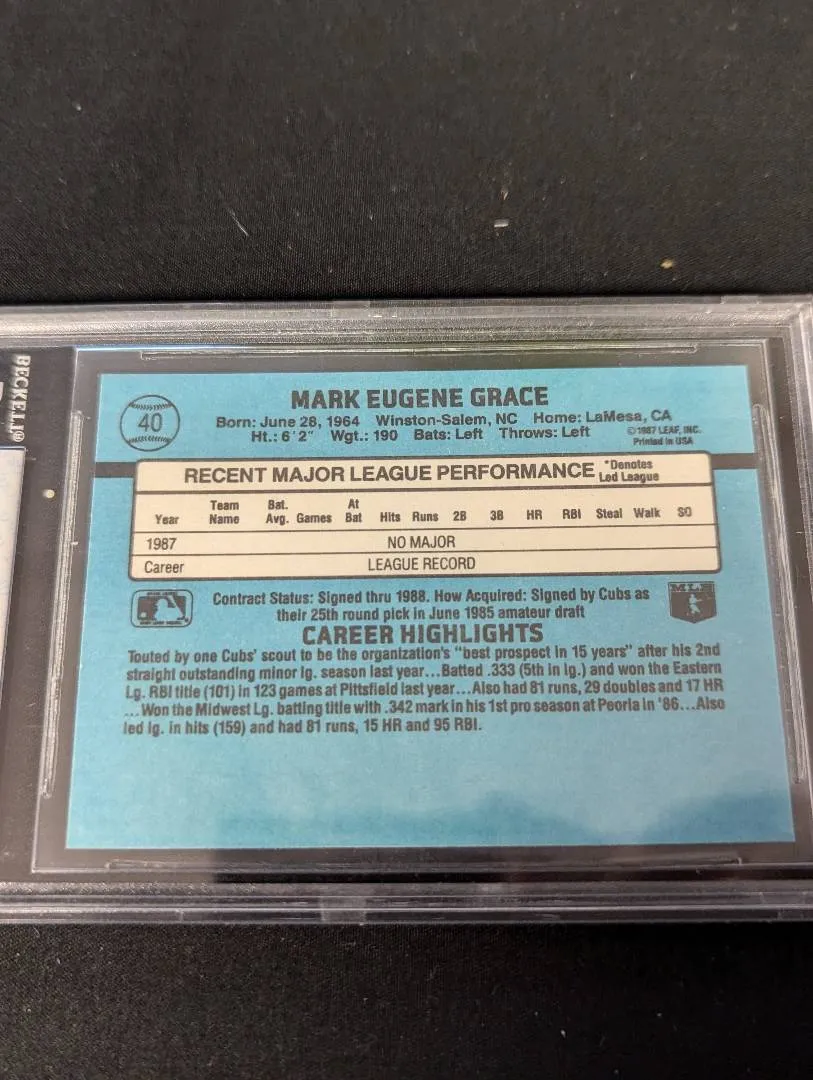 BECKETT®
40
MARK EUGENE GRACE
Born: June 28, 1964 Winston-Salem, NC Home: LaMesa, CA
Ht.: 6'2" Wgt.: 190 Bats: Left Throws: Left
©1987 LEAF, INC.
Printed in USA
RECENT MAJOR LEAGUE PERFORMANCE *Denotes
Led League
Year Team Name Bat. Avg. Games At Bat Hits Runs 2B 3B HR RBI Steal Walk SO
1987 NO MAJOR
Career LEAGUE RECORD
Contract Status: Signed thru 1988. How Acquired: Signed by Cubs as
their 25th round pick in June 1985 amateur draft
MLB
CAREER HIGHLIGHTS
Touted by one Cubs' scout to be the organization's "best prospect in 15 years" after his 2nd
straight outstanding minor lg. season last year...Batted .333 (5th in lg.) and won the Eastern
Lg. RBI title (101) in 123 games at Pittsfield last year...Also had 81 runs, 29 doubles and 17 HR
...Won the Midwest Lg. batting title with .342 mark in his 1st pro season at Peoria in '86...Also
led lg. in hits (159) and had 81 runs, 15 HR and 95 RBI.